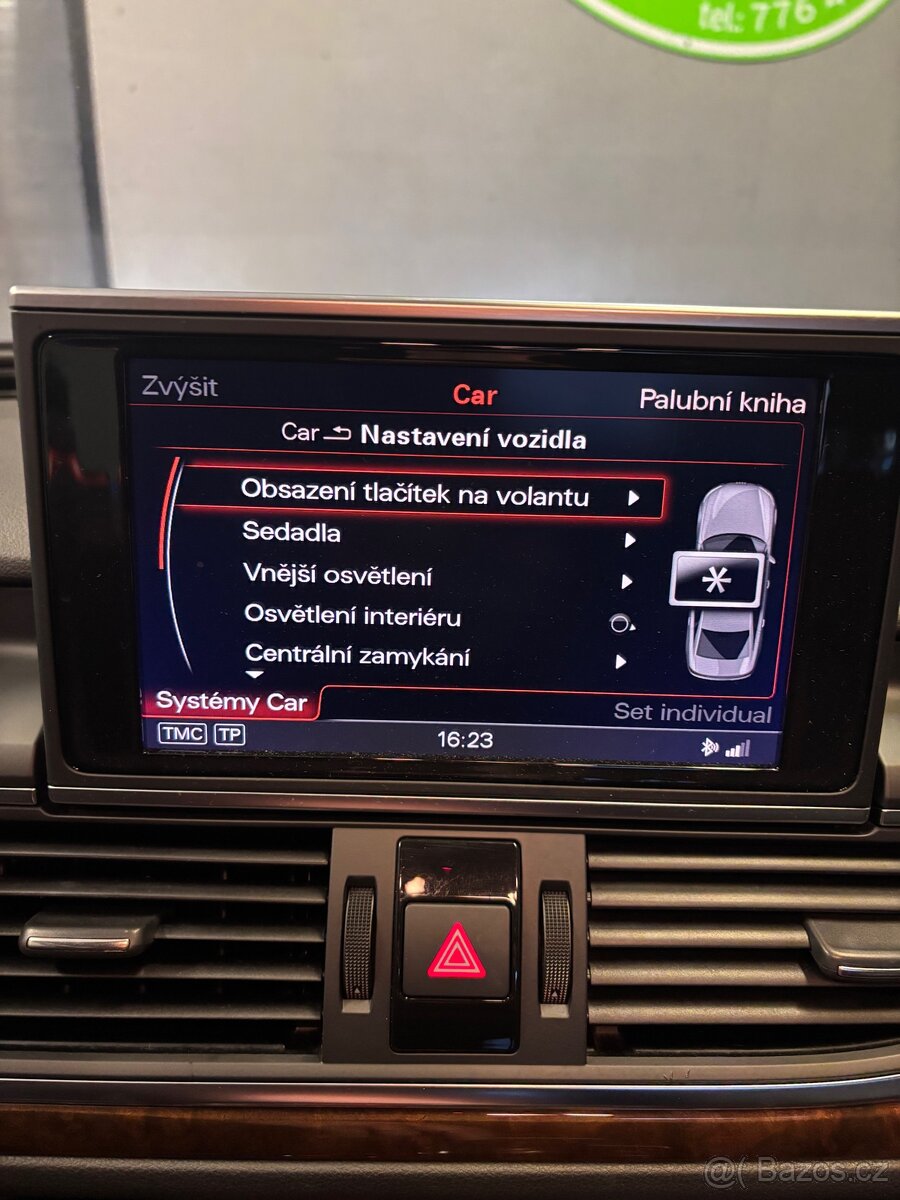 tel.: 776
Zvýšit
Car
Palubní kniha
Car Nastavení vozidla
Obsazení tlačítek na volantu
Sedadla
Vnější osvětlení
Osvětlení interiéru
Centrální zamykání
Systémy Car
Set individual
TMC TP
16:23
@( Bazos.cz